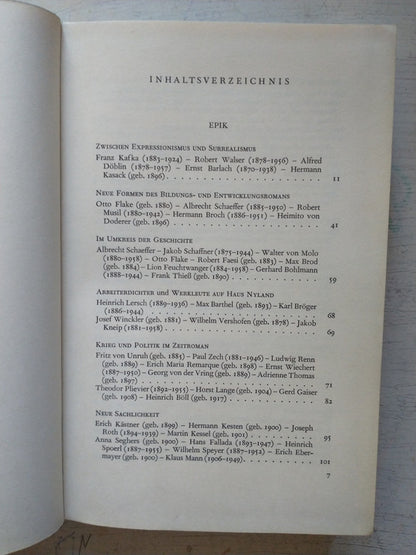 INHALTSVERZEICHNIS
EPIK
ZWISCHEN EXPRESSIONISMUS UND SURREALISMUS
Franz Kafka (1883–1924) – Robert Walser (1878–1956) – Alfred
Döblin (1878–1957) – Ernst Barlach (1870–1938) – Hermann
Kasack (geb. 1896) . . . . . . . . . . . . . . . . . . . . 11
NEUE FORMEN DES BILDUNGS- UND ENTWICKLUNGSROMANS
Otto Flake (geb. 1880) – Albrecht Schaeffer (1885–1950) – Robert
Musil (1880–1942) – Hermann Broch (1886–1951) – Heimito von
Doderer (geb. 1896) . . . . . . . . . . . . . . . . . . . . 41
IM UMKREIS DER GESCHICHTE
Albrecht Schaeffer – Jakob Schaffner (1875–1944) – Walter von Molo
(1880–1958) – Otto Flake – Robert Faesi (geb. 1883) – Max Brod
(geb. 1884) – Lion Feuchtwanger (1884–1958) – Gerhard Bohlmann
(1888–1944) – Frank Thieß (geb. 1890) . . . . . . . . . . 59
ARBEITERDICHTER UND WERKLEUTE AUF HAUS NYLAND
Heinrich Lersch (1889–1936) – Max Barthel (geb. 1893) – Karl Bröger
(1886–1944) . . . . . . . . . . . . . . . . . . . . 68
Josef Winckler (geb. 1881) – Wilhelm Vershofen (geb. 1878) – Jakob
Kneip (1881–1958) . . . . . . . . . . . . . . . . . . . . 69
KRIEG UND POLITIK IM ZEITROMAN
Fritz von Unruh (geb. 1885) – Paul Zech (1881–1946) – Ludwig Renn
(geb. 1889) – Erich Maria Remarque (geb. 1898) – Ernst Wiechert
(1887–1950) – Georg von der Vring (geb. 1889) – Adrienne Thomas
(geb. 1897) . . . . . . . . . . . . . . . . . . . . 71
Theodor Plievier (1892–1955) – Horst Lange (geb. 1904) – Gerd Gaiser
(geb. 1908) – Heinrich Böll (geb. 1917) . . . . . . . . . . 82
NEUE SACHLICHKEIT
Erich Kästner (geb. 1899) – Hermann Kesten (geb. 1900) – Joseph
Roth (1894–1939) – Martin Kessel (geb. 1901) . . . . . . . . 95
Anna Seghers (geb. 1900) – Hans Fallada (1893–1947) – Heinrich
Spoerl (1887–1955) – Wilhelm Speyer (1887–1952) – Erich Eber-
mayer (geb. 1900) – Klaus Mann (1906–1949) . . . . . . . . 101
7